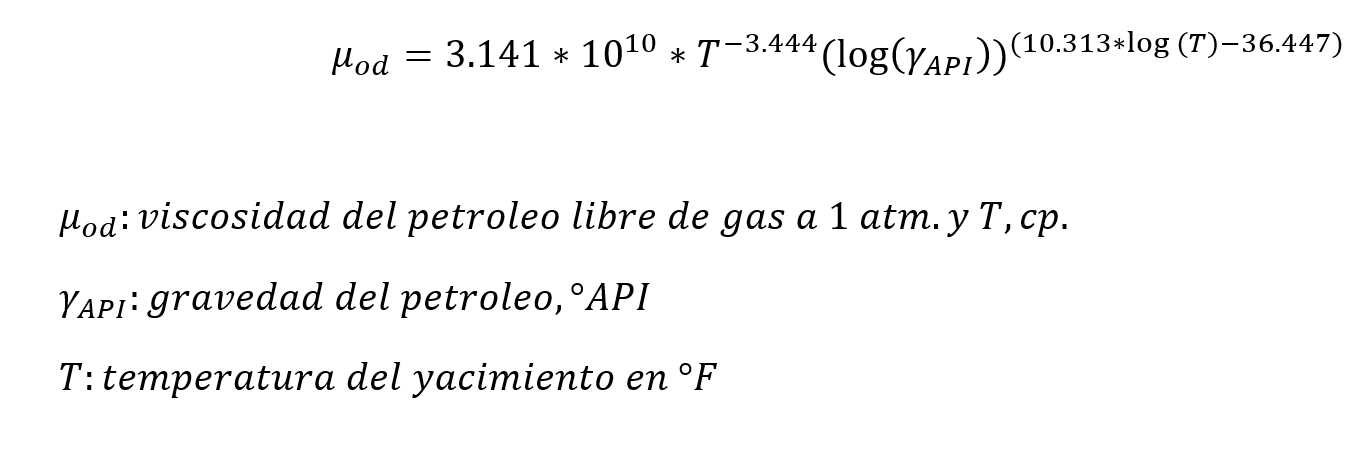 μ_od = 3.141 * 10^10 * T^−3.444 (log(γ_API))^(10.313*log (T)−36.447)
μ_od: viscosidad del petroleo libre de gas a 1 atm. y T, cp.
γ_API: gravedad del petroleo, °API
T: temperatura del yacimiento en °F